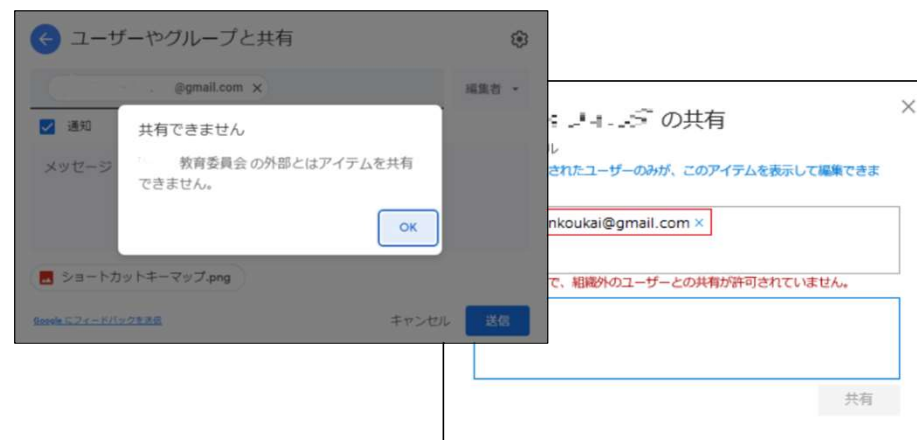 ユーザーやグループと共有
@gmail.com ×
編集者
通知
メッセージ
共有できません
教育委員会 の外部とはアイテムを共有
できません。
OK
ショートカットキーマップ.png
Google にフィードバックを送信
キャンセル
送信
の共有
ル
されたユーザーのみが、このアイテムを表示して編集できま
nkoukai@gmail.com ×
で、組織外のユーザーとの共有が許可されていません。
共有